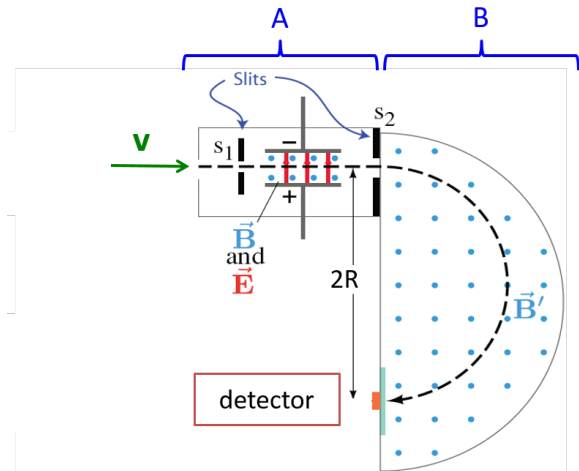 A
B
Slits
s₁
s₂
v
−
+
B⃗
and
E⃗
2R
B⃗′
detector